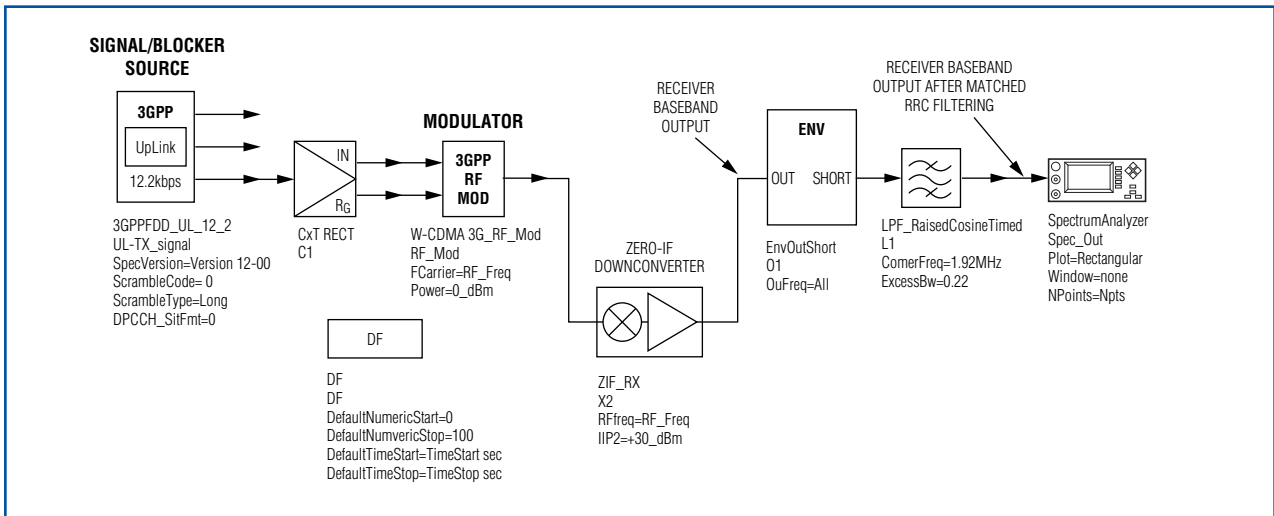 SIGNAL/BLOCKER
SOURCE
3GPP
UpLink
12.2kbps
3GPPFDD_UL_12_2
UL-TX_signal
SpecVersion=Version 12-00
ScrambleCode= 0
ScrambleType=Long
DPCCH_SitFmt=0
IN
RG
CxT RECT
C1
MODULATOR
3GPP
RF
MOD
W-CDMA 3G_RF_Mod
RF_Mod
FCarrier=RF_Freq
Power=0_dBm
DF
DF
DF
DefaultNumericStart=0
DefaultNumvericStop=100
DefaultTimeStart=TimeStart sec
DefaultTimeStop=TimeStop sec
ZERO-IF
DOWNCONVERTER
ZIF_RX
X2
RFfreq=RF_Freq
IIP2=+30_dBm
RECEIVER
BASEBAND
OUTPUT
ENV
OUT SHORT
EnvOutShort
O1
OuFreq=All
RECEIVER BASEBAND
OUTPUT AFTER MATCHED
RRC FILTERING
LPF_RaisedCosineTimed
L1
ComerFreq=1.92MHz
ExcessBw=0.22
SpectrumAnalyzer
Spec_Out
Plot=Rectangular
Window=none
NPoints=Npts